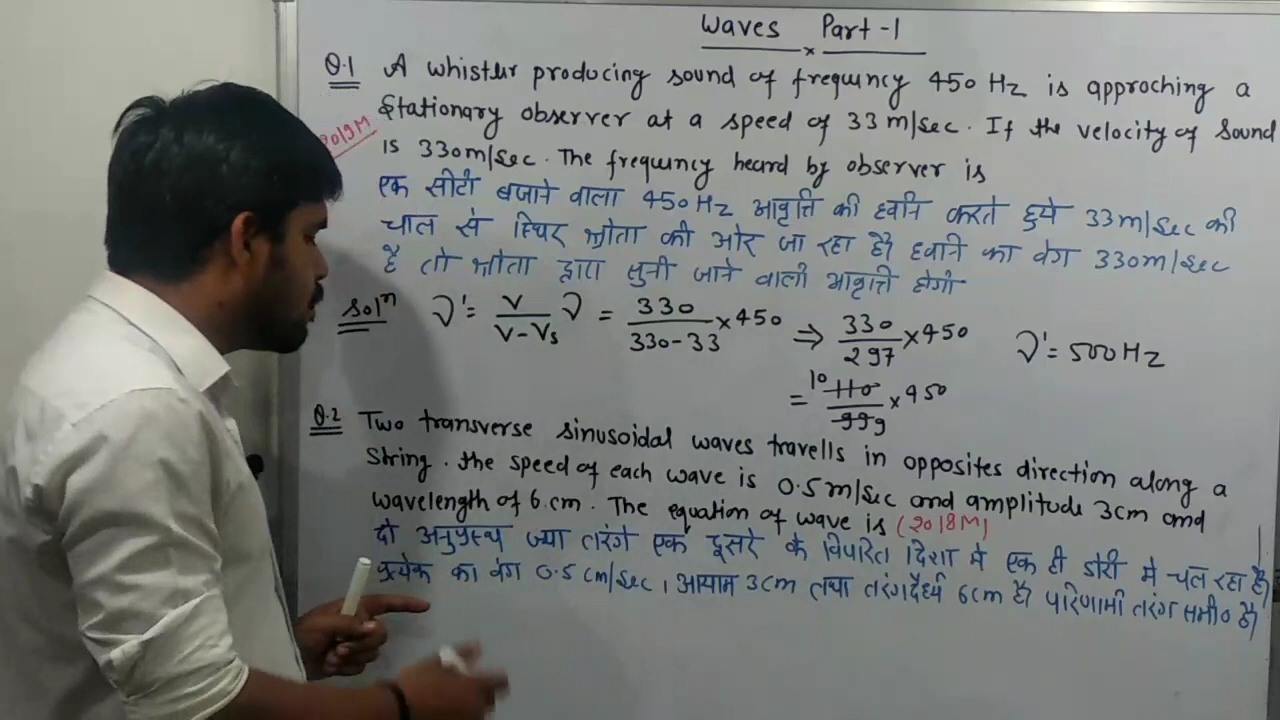 Waves Part-1
Q.1 A whistler producing sound of frequncy 450 Hz is approching a
2019M Stationary observer at a speed of 33 m/sec. If the velocity of Sound
is 330m/sec. The frequncy heard by observer is
एक सीटी बजाने वाला 450Hz आवृत्ति की ध्वनि करते हुये 33m/Sec की
चाल से स्थिर श्रोता की ओर जा रहा है। ध्वनि का वेग 330m/sec
है तो श्रोता द्वारा सुनी जाने वाली आवृत्ति होगी
Solⁿ ν' = V/(V-Vs) ν = 330/(330-33) × 450 ⇒ 330/297 × 450 ν' = 500 Hz
= 10 110/99 9 × 450
Q.2 Two transverse sinusoidal waves travells in opposites direction along a
String. the speed of each wave is 0.5 m/sec and amplitude 3cm and
wavelength of 6 cm. The equation of wave is (2018M)
दो अनुप्रस्थ ज्या तरंगे एक दूसरे के विपरित दिशा मे एक ही डोरी मे चल रहा है।
प्रत्येक का वेग 0.5 cm/sec, आयाम 3cm तथा तरंगदैर्ध्य 6cm है। परिणामी तरंग समी० है।